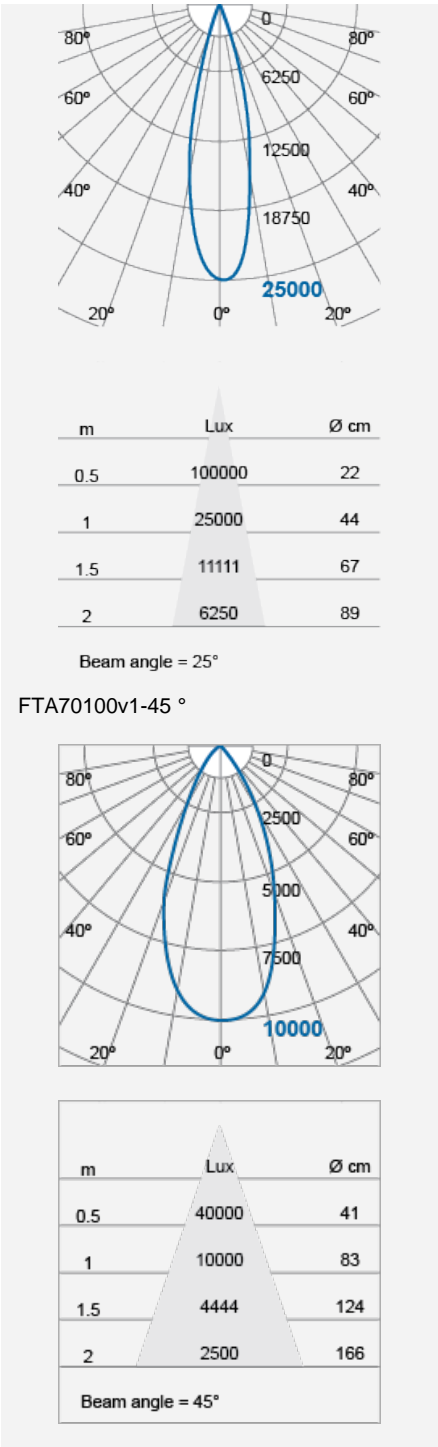 0
80° 80°
6250
60° 60°
12500
40° 40°
18750
25000
20° 0° 20°
m Lux Ø cm
0.5 100000 22
1 25000 44
1.5 11111 67
2 6250 89
Beam angle = 25°
FTA70100v1-45 °
0
80° 80°
2500
60° 60°
5000
40° 40°
7500
10000
20° 0° 20°
m Lux Ø cm
0.5 40000 41
1 10000 83
1.5 4444 124
2 2500 166
Beam angle = 45°